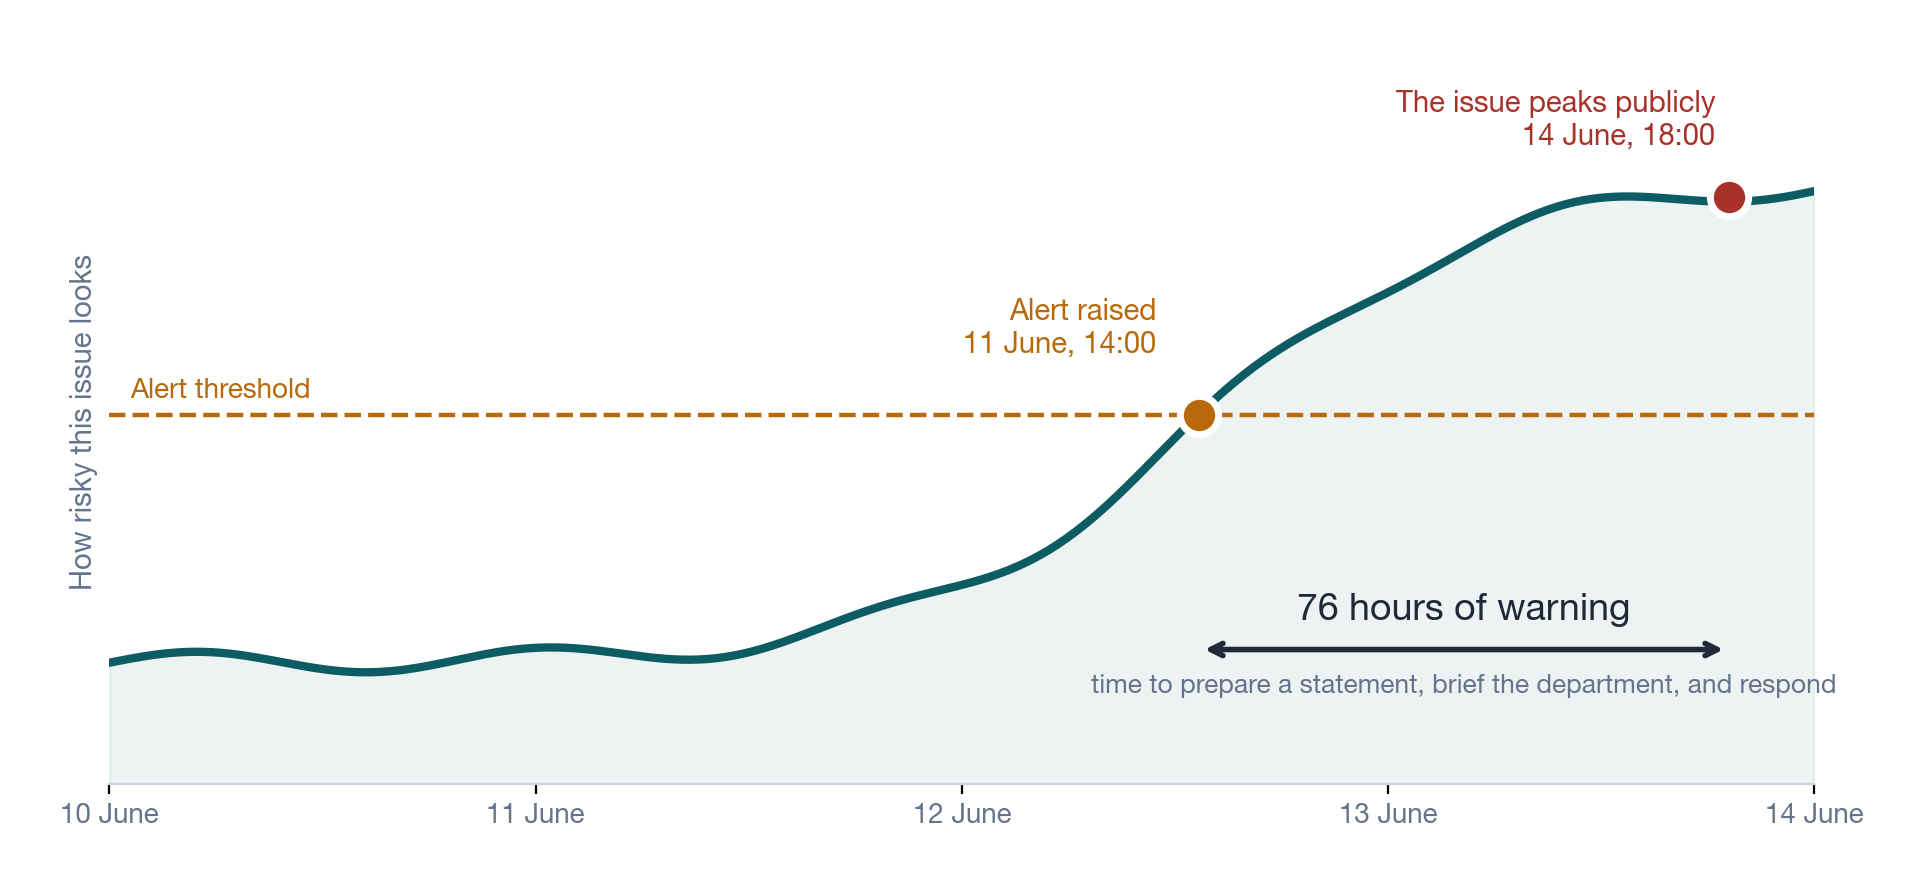 The issue peaks publicly
14 June, 18:00
Alert raised
11 June, 14:00
Alert threshold
How risky this issue looks
76 hours of warning
time to prepare a statement, brief the department, and respond
10 June
11 June
12 June
13 June
14 June